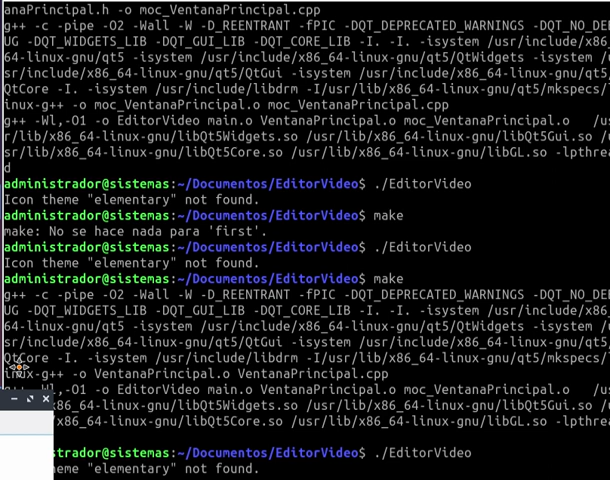 anaPrincipal.h -o moc_VentanaPrincipal.cpp
g++ -c -pipe -O2 -Wall -W -D_REENTRANT -fPIC -DQT_DEPRECATED_WARNINGS -DQT_NO_DE
UG -DQT_WIDGETS_LIB -DQT_GUI_LIB -DQT_CORE_LIB -I. -I. -isystem /usr/include/x86
64-linux-gnu/qt5 -isystem /usr/include/x86_64-linux-gnu/qt5/QtWidgets -isystem /
sr/include/x86_64-linux-gnu/qt5/QtGui -isystem /usr/include/x86_64-linux-gnu/qt5
QtCore -I. -isystem /usr/include/libdrm -I/usr/lib/x86_64-linux-gnu/qt5/mkspecs/
inux-g++ -o moc_VentanaPrincipal.o moc_VentanaPrincipal.cpp
g++ -Wl,-O1 -o EditorVideo main.o VentanaPrincipal.o moc_VentanaPrincipal.o /us
r/lib/x86_64-linux-gnu/libQt5Widgets.so /usr/lib/x86_64-linux-gnu/libQt5Gui.so /
sr/lib/x86_64-linux-gnu/libQt5Core.so /usr/lib/x86_64-linux-gnu/libGL.so -lpthre
d
administrador@sistemas:~/Documentos/EditorVideo$ ./EditorVideo
Icon theme "elementary" not found.
administrador@sistemas:~/Documentos/EditorVideo$ make
make: No se hace nada para 'first'.
administrador@sistemas:~/Documentos/EditorVideo$ ./EditorVideo
Icon theme "elementary" not found.
administrador@sistemas:~/Documentos/EditorVideo$ make
g++ -c -pipe -O2 -Wall -W -D_REENTRANT -fPIC -DQT_DEPRECATED_WARNINGS -DQT_NO_DE
UG -DQT_WIDGETS_LIB -DQT_GUI_LIB -DQT_CORE_LIB -I. -I. -isystem /usr/include/x86
64-linux-gnu/qt5 -isystem /usr/include/x86_64-linux-gnu/qt5/QtWidgets -isystem /
sr/include/x86_64-linux-gnu/qt5/QtGui -isystem /usr/include/x86_64-linux-gnu/qt5
QtCore -I. -isystem /usr/include/libdrm -I/usr/lib/x86_64-linux-gnu/qt5/mkspecs/
inux-g++ -o VentanaPrincipal.o VentanaPrincipal.cpp
g++ -Wl,-O1 -o EditorVideo main.o VentanaPrincipal.o moc_VentanaPrincipal.o /us
x86_64-linux-gnu/libQt5Widgets.so /usr/lib/x86_64-linux-gnu/libQt5Gui.so /
x86_64-linux-gnu/libQt5Core.so /usr/lib/x86_64-linux-gnu/libGL.so -lpthre
strador@sistemas:~/Documentos/EditorVideo$ ./EditorVideo
heme "elementary" not found.